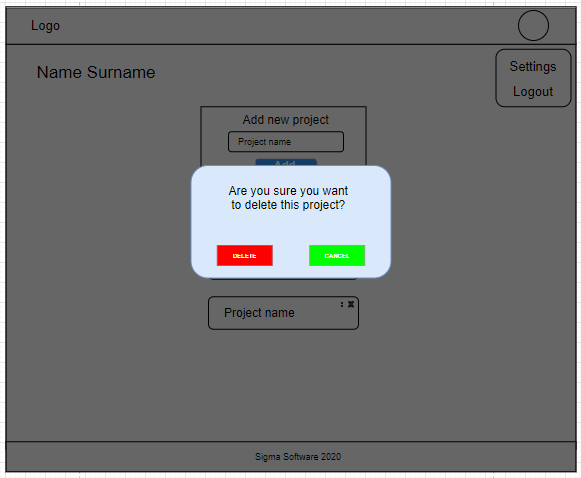 Logo
Name Surname
Settings
Logout
Add new project
Project name
Add
Are you sure you want
to delete this project?
DELETE
CANCEL
Project name
: x
Sigma Software 2020